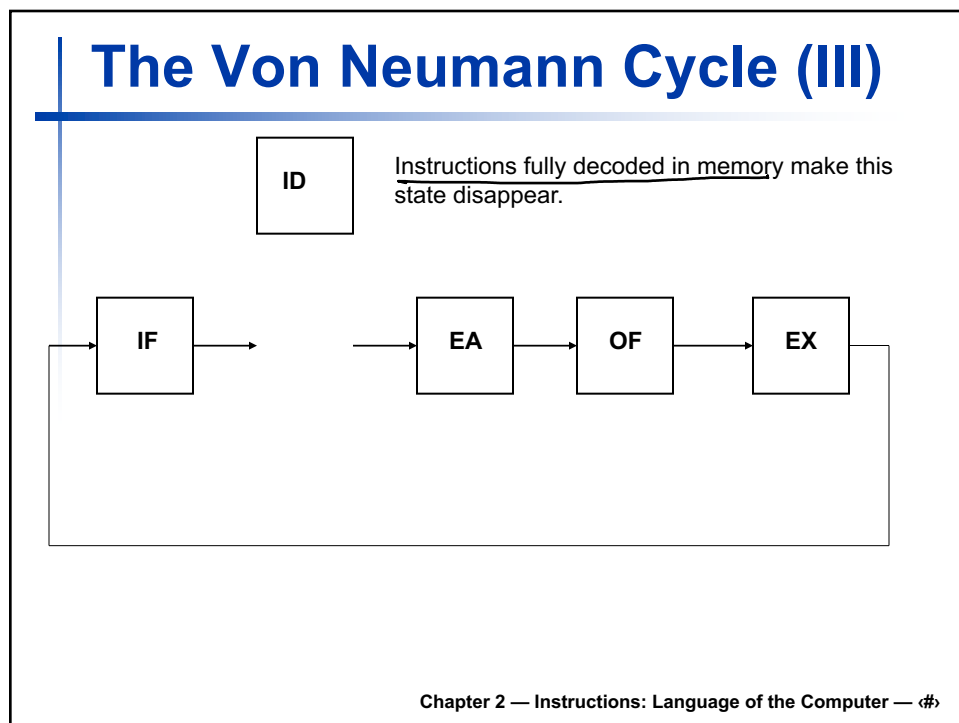 The Von Neumann Cycle (III)
ID
Instructions fully decoded in memory make this
state disappear.
IF
EA
OF
EX
Chapter 2 — Instructions: Language of the Computer — ‹#›